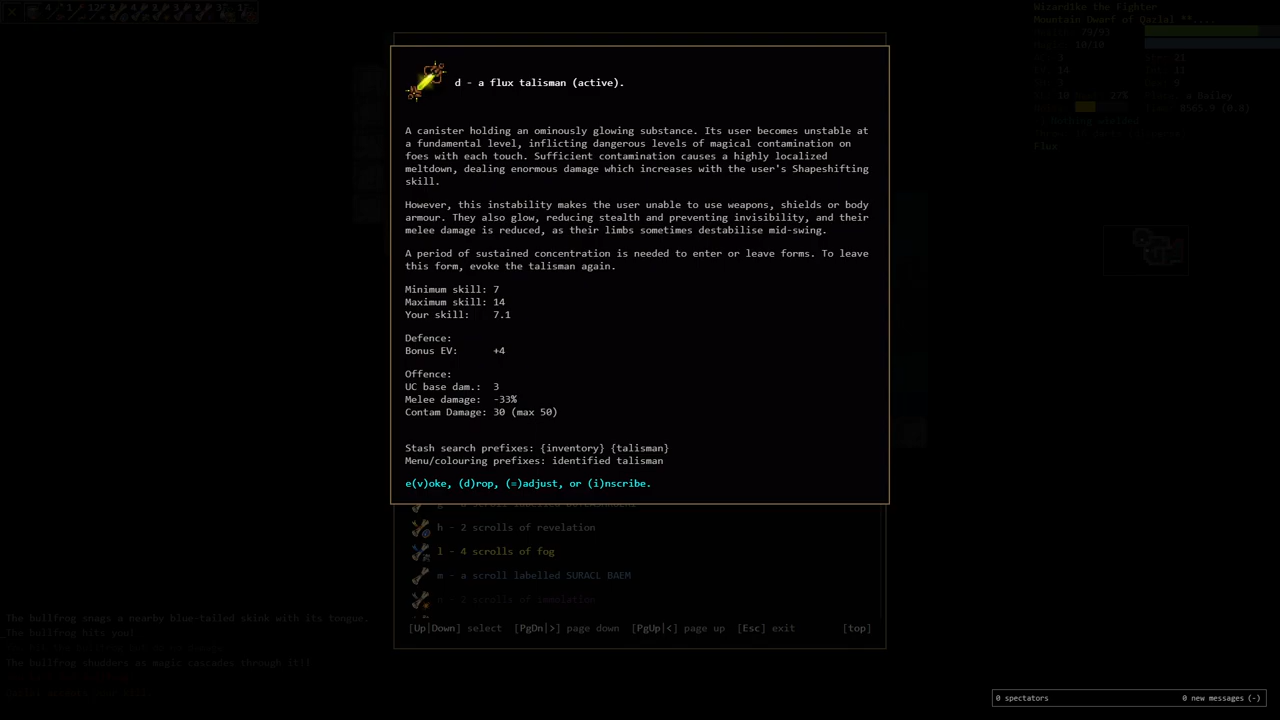 WizardIke the Fighter
Mountain Dwarf of Qazlal **....
d - a flux talisman (active).
A canister holding an ominously glowing substance. Its user becomes unstable at
a fundamental level, inflicting dangerous levels of magical contamination on
foes with each touch. Sufficient contamination causes a highly localized
meltdown, dealing enormous damage which increases with the user's Shapeshifting
skill.
However, this instability makes the user unable to use weapons, shields or body
armour. They also glow, reducing stealth and preventing invisibility, and their
melee damage is reduced, as their limbs sometimes destabilise mid-swing.
A period of sustained concentration is needed to enter or leave forms. To leave
this form, evoke the talisman again.
Minimum skill: 7
Maximum skill: 14
Your skill: 7.1
Defence:
Bonus EV: +4
Offence:
UC base dam.: 3
Melee damage: -33%
Contam Damage: 30 (max 50)
Stash search prefixes: {inventory} {talisman}
Menu/colouring prefixes: identified talisman
e(v)oke, (d)rop, (=)adjust, or (i)nscribe.
h - 2 scrolls of revelation
l - 4 scrolls of fog
m - a scroll labelled SURACL BAEM
n - 2 scrolls of immolation
[Up|Down] select [PgDn|>] page down [PgUp|<] page up [Esc] exit [top]
Flux
The bullfrog snags a nearby blue-tailed skink with its tongue.
The bullfrog hits you!
The bullfrog shudders as magic cascades through it!
0 spectators 0 new messages (-)